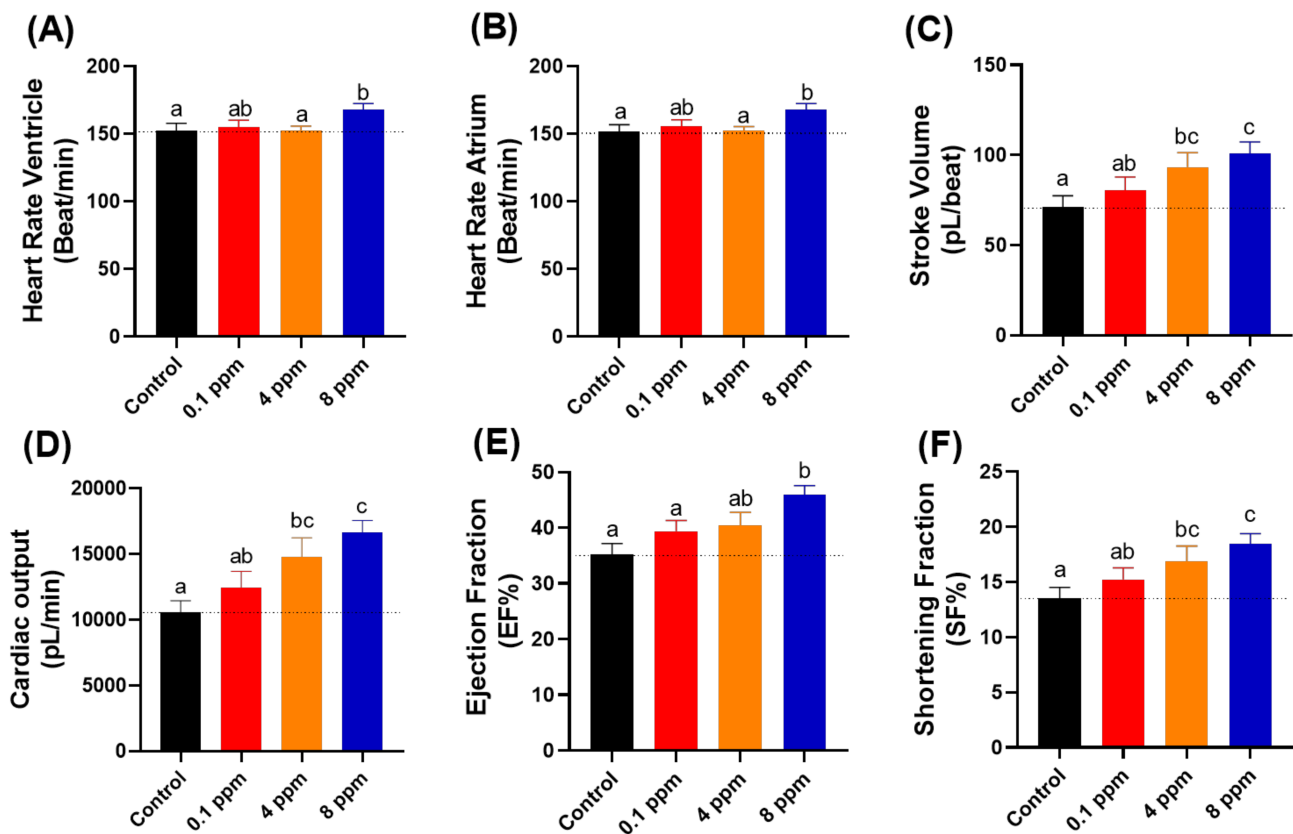 (A)
Heart Rate Ventricle
(Beat/min)
200
150
100
50
0
a
ab
a
b
Control
0.1 ppm
4 ppm
8 ppm
(B)
Heart Rate Atrium
(Beat/min)
200
150
100
50
0
a
ab
a
b
Control
0.1 ppm
4 ppm
8 ppm
(C)
Stroke Volume
(pL/beat)
150
100
50
0
a
ab
bc
c
Control
0.1 ppm
4 ppm
8 ppm
(D)
Cardiac output
(pL/min)
20000
15000
10000
5000
0
a
ab
bc
c
Control
0.1 ppm
4 ppm
8 ppm
(E)
Ejection Fraction
(EF%)
50
40
30
20
10
0
a
a
ab
b
Control
0.1 ppm
4 ppm
8 ppm
(F)
Shortening Fraction
(SF%)
25
20
15
10
5
0
a
ab
bc
c
Control
0.1 ppm
4 ppm
8 ppm